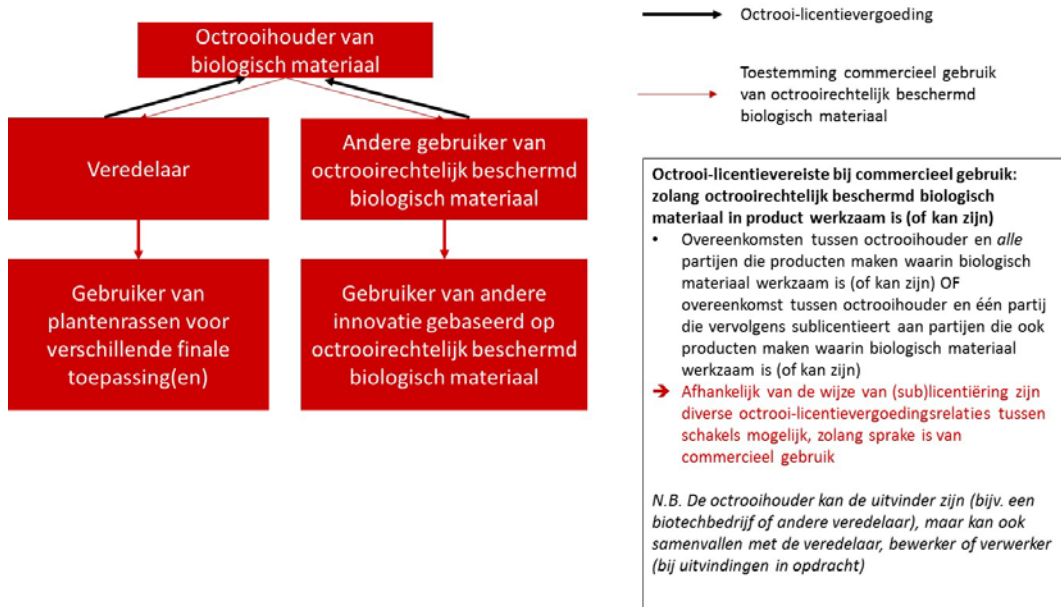 Octrooihouder van
biologisch materiaal
Veredelaar
Andere gebruiker van
octrooirechtelijk beschermd
biologisch materiaal
Gebruiker van
plantenrassen voor
verschillende finale
toepassing(en)
Gebruiker van andere
innovatie gebaseerd op
octrooirechtelijk beschermd
biologisch materiaal
Octrooi-licentievergoeding
Toestemming commercieel gebruik
van octrooirechtelijk beschermd
biologisch materiaal
Octrooi-licentievereiste bij commercieel gebruik:
zolang octrooirechtelijk beschermd biologisch
materiaal in product werkzaam is (of kan zijn)
• Overeenkomsten tussen octrooihouder en alle
partijen die producten maken waarin biologisch
materiaal werkzaam is (of kan zijn) OF
overeenkomst tussen octrooihouder en één partij
die vervolgens sublicentieert aan partijen die ook
producten maken waarin biologisch materiaal
werkzaam is (of kan zijn)
➔ Afhankelijk van de wijze van (sub)licentiëring zijn
diverse octrooi-licentievergoedingsrelaties tussen
schakels mogelijk, zolang sprake is van
commercieel gebruik
N.B. De octrooihouder kan de uitvinder zijn (bijv. een
biotechbedrijf of andere veredelaar), maar kan ook
samenvallen met de veredelaar, bewerker of verwerker
(bij uitvindingen in opdracht)